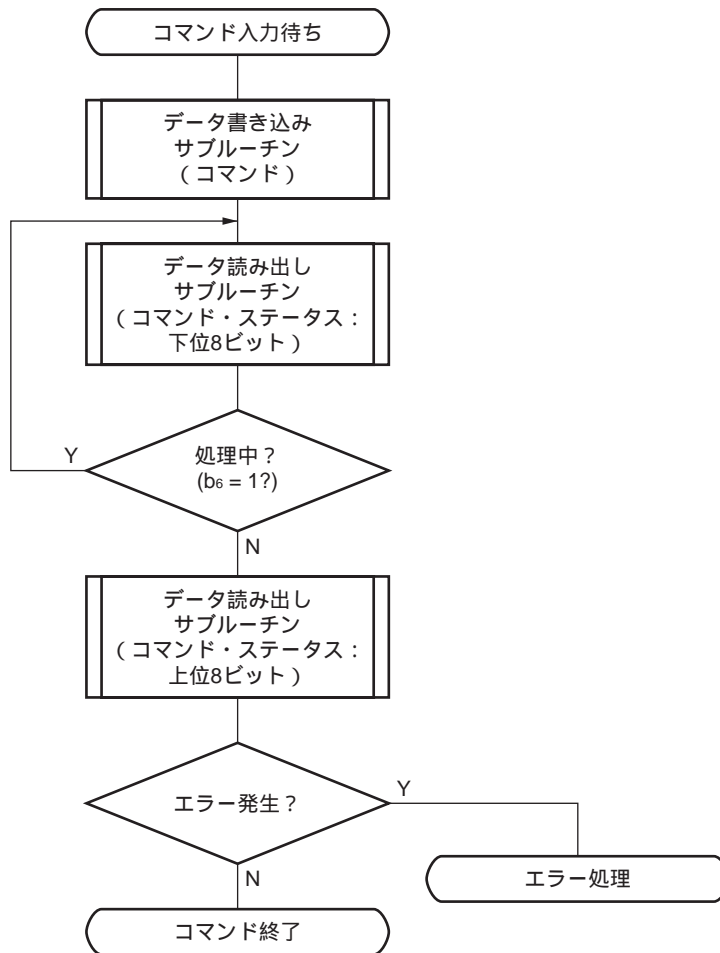 コマンド入力待ち
データ書き込み
サブルーチン
(コマンド)
データ読み出し
サブルーチン
(コマンド・ステータス:
下位8ビット)
処理中?
(b6 = 1?)
Y
N
データ読み出し
サブルーチン
(コマンド・ステータス:
上位8ビット)
エラー発生?
Y
N
エラー処理
コマンド終了